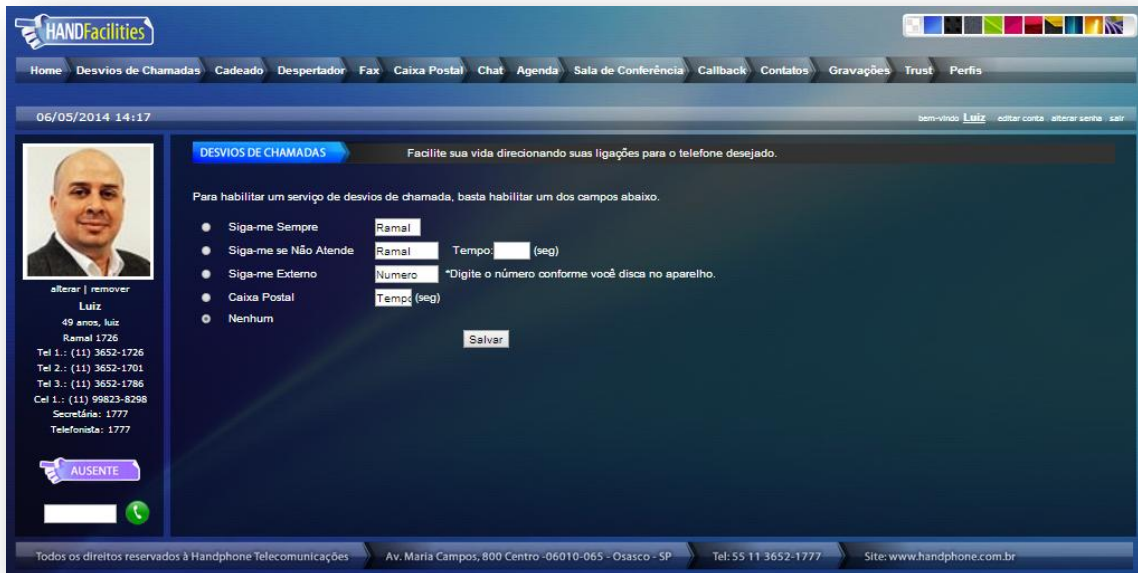 HANDFacilities
Home Desvios de Chamadas Cadeado Despertador Fax Caixa Postal Chat Agenda Sala de Conferência Callback Contatos Gravações Trust Perfis
06/05/2014 14:17
bem-vindo Luiz editar conta alterar senha sair
DESVIOS DE CHAMADAS Facilite sua vida direcionando suas ligações para o telefone desejado.
Para habilitar um serviço de desvios de chamada, basta habilitar um dos campos abaixo.
Siga-me Sempre Ramal
Siga-me se Não Atende Ramal Tempo: (seg)
Siga-me Externo Numero *Digite o número conforme você disca no aparelho.
Caixa Postal Tempo (seg)
Nenhum
Salvar
alterar | remover
Luiz
49 anos, luiz
Ramal 1726
Tel 1.: (11) 3652-1726
Tel 2.: (11) 3652-1701
Tel 3.: (11) 3652-1786
Cel 1.: (11) 99823-8298
Secretária: 1777
Telefonista: 1777
AUSENTE
Todos os direitos reservados à Handphone Telecomunicações Av. Maria Campos, 800 Centro -06010-065 - Osasco - SP Tel: 55 11 3652-1777 Site: www.handphone.com.br